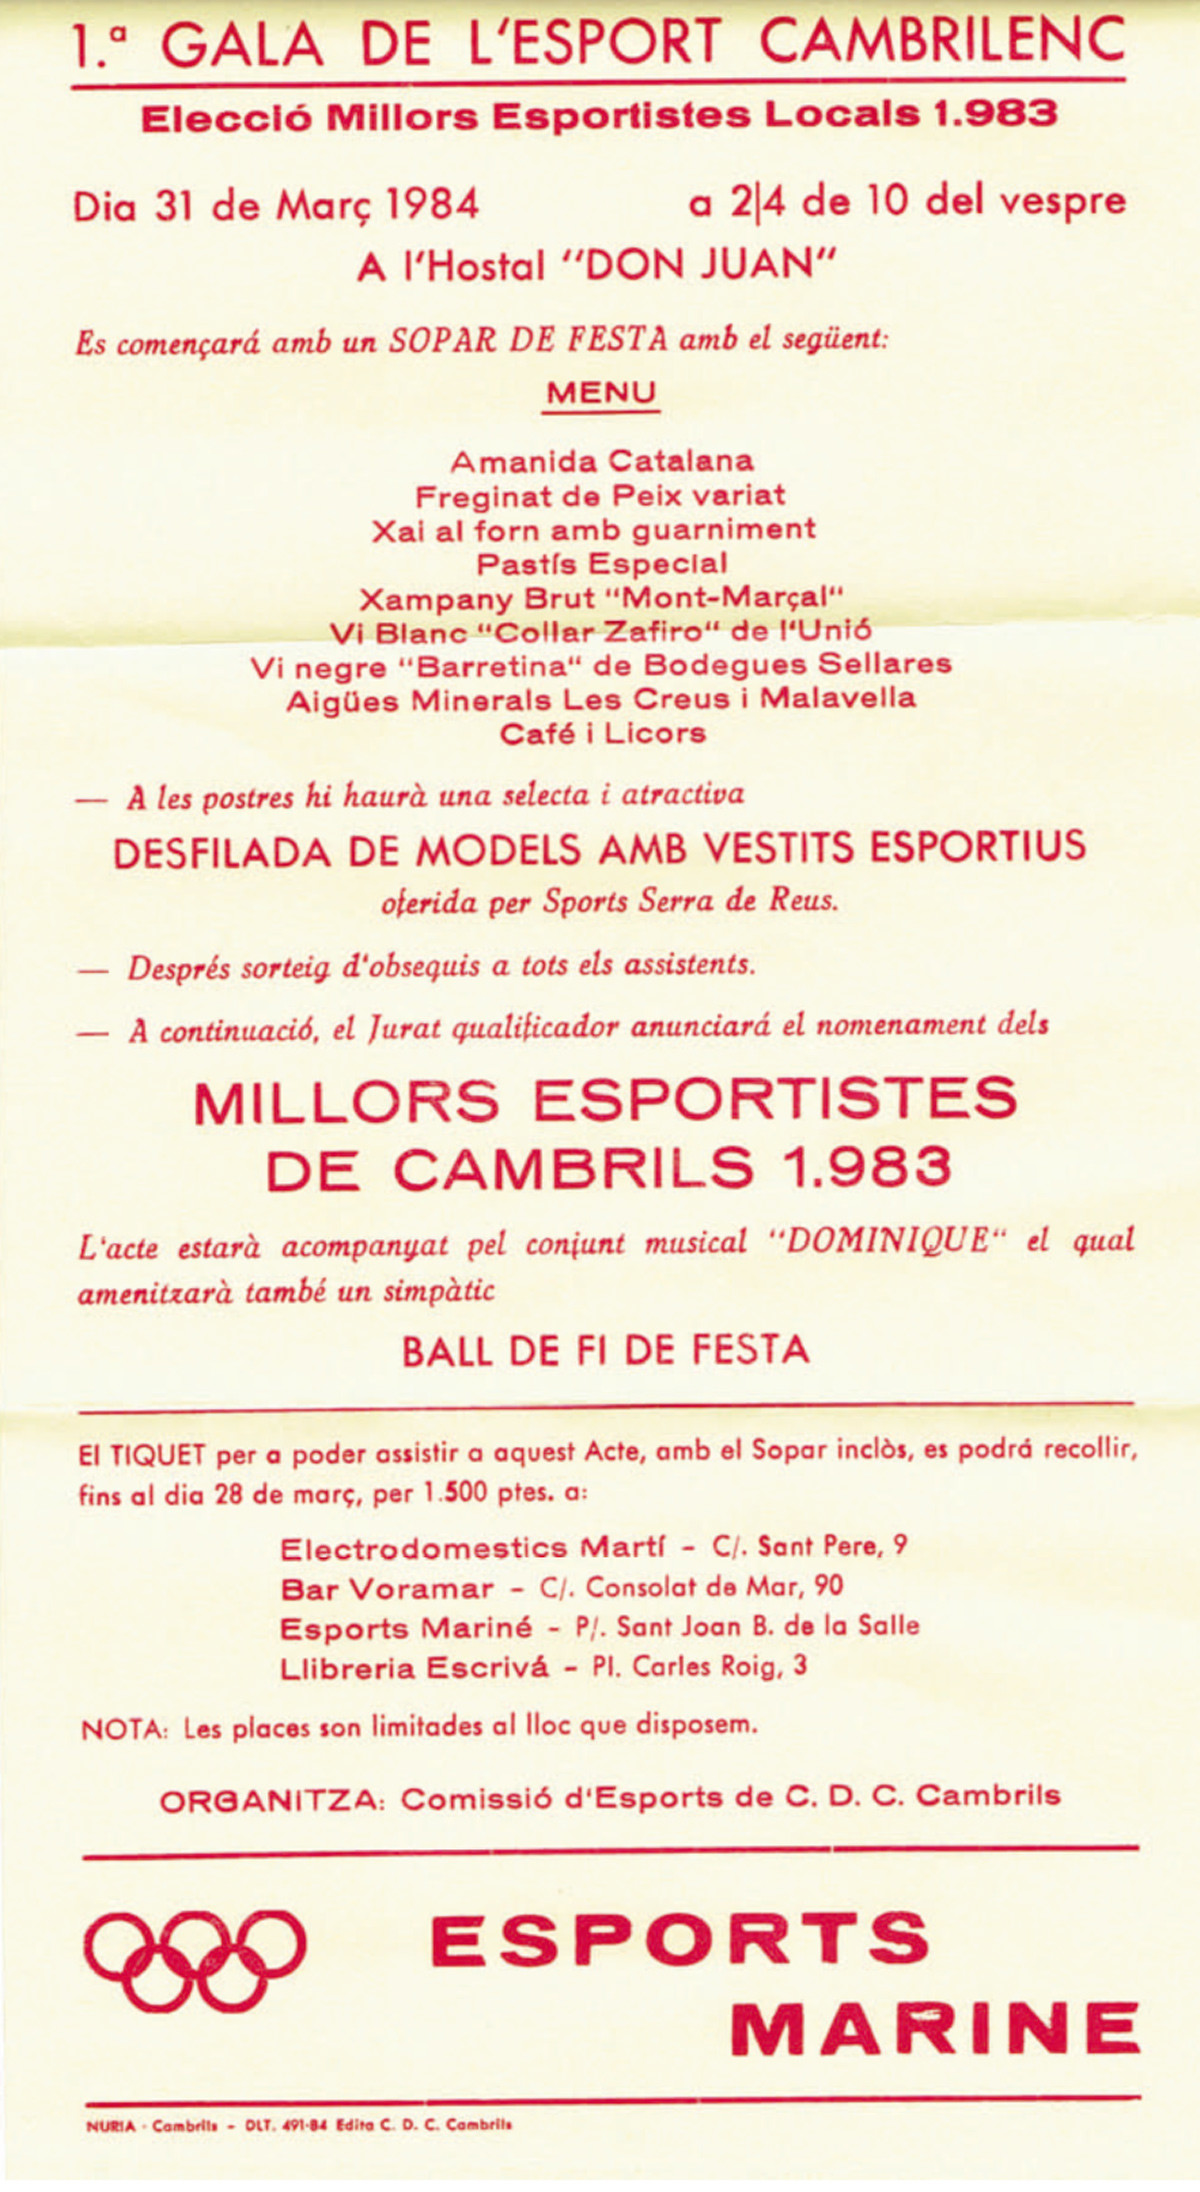 1.ª GALA DE L'ESPORT CAMBRILENC
Elecció Millors Esportistes Locals 1.983
Dia 31 de Març 1984 a 2|4 de 10 del vespre
A l'Hostal "DON JUAN"
Es començará amb un SOPAR DE FESTA amb el següent:
MENU
Amanida Catalana
Freginat de Peix variat
Xai al forn amb guarniment
Pastís Especial
Xampany Brut "Mont-Marçal"
Vi Blanc "Collar Zafiro" de l'Unió
Vi negre "Barretina" de Bodegues Sellares
Aigües Minerals Les Creus i Malavella
Café i Licors
— A les postres hi haurà una selecta i atractiva
DESFILADA DE MODELS AMB VESTITS ESPORTIUS
oferida per Sports Serra de Reus.
— Després sorteig d'obsequis a tots els assistents.
— A continuació, el Jurat qualificador anunciará el nomenament dels
MILLORS ESPORTISTES
DE CAMBRILS 1.983
L'acte estarà acompanyat pel conjunt musical "DOMINIQUE" el qual
amenitzarà també un simpàtic
BALL DE FI DE FESTA
El TIQUET per a poder assistir a aquest Acte, amb el Sopar inclòs, es podrá recollir,
fins al dia 28 de març, per 1.500 ptes. a:
Electrodomestics Martí - C/. Sant Pere, 9
Bar Voramar - C/. Consolat de Mar, 90
Esports Mariné - P/. Sant Joan B. de la Salle
Llibreria Escrivá - Pl. Carles Roig, 3
NOTA: Les places son limitades al lloc que disposem.
ORGANITZA: Comissió d'Esports de C. D. C. Cambrils
ESPORTS
MARINE
NURIA - Cambrils - DLT. 491-84 Edita C. D. C. Cambrils